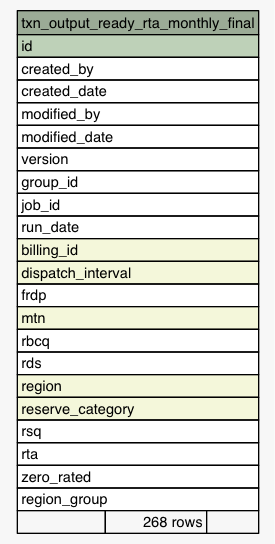 txn_output_ready_rta_monthly_final
id
created_by
created_date
modified_by
modified_date
version
group_id
job_id
run_date
billing_id
dispatch_interval
frdp
mtn
rbcq
rds
region
reserve_category
rsq
rta
zero_rated
region_group
268 rows